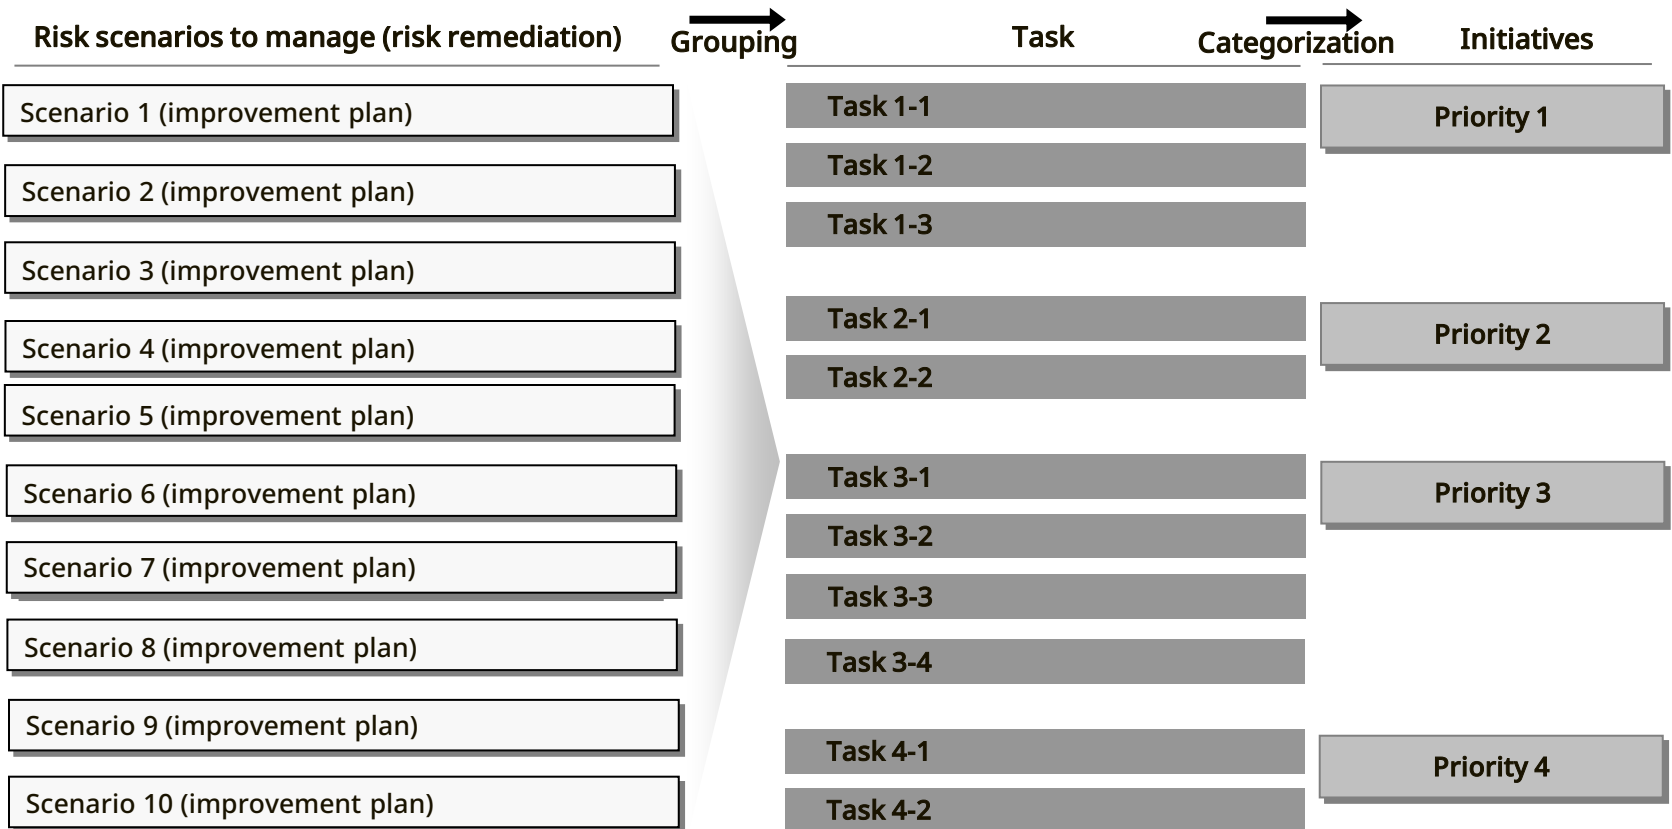 Risk scenarios to manage (risk remediation)
Grouping
Task
Categorization
Initiatives
Scenario 1 (improvement plan)
Scenario 2 (improvement plan)
Scenario 3 (improvement plan)
Scenario 4 (improvement plan)
Scenario 5 (improvement plan)
Scenario 6 (improvement plan)
Scenario 7 (improvement plan)
Scenario 8 (improvement plan)
Scenario 9 (improvement plan)
Scenario 10 (improvement plan)
Task 1-1
Task 1-2
Task 1-3
Task 2-1
Task 2-2
Task 3-1
Task 3-2
Task 3-3
Task 3-4
Task 4-1
Task 4-2
Priority 1
Priority 2
Priority 3
Priority 4